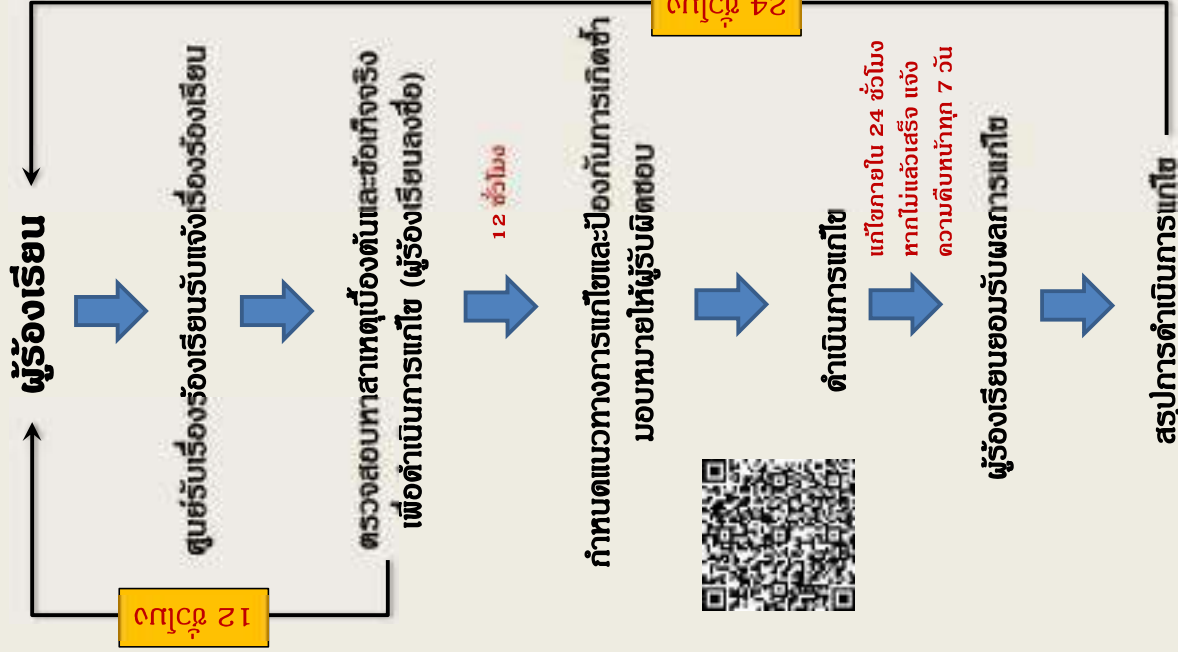 ผู้ร้องเรียน
ศูนย์รับเรื่องร้องเรียนรับแจ้งเรื่องร้องเรียน
ตรวจสอบหาสาเหตุเบื้องต้นและข้อเท็จจริง
เพื่อดำเนินการแก้ไข (ผู้ร้องเรียนลงชื่อ)
12 ชั่วโมง
12 ชั่วโมง
กำหนดแนวทางการแก้ไขและป้องกันการเกิดซ้ำ
มอบหมายให้ผู้รับผิดชอบ
ดำเนินการแก้ไข
แก้ไขภายใน 24 ชั่วโมง
หากไม่แล้วเสร็จ แจ้ง
ความคืบหน้าทุก 7 วัน
ผู้ร้องเรียนยอมรับผลการแก้ไข
สรุปการดำเนินการแก้ไข
24 ชั่วโมง